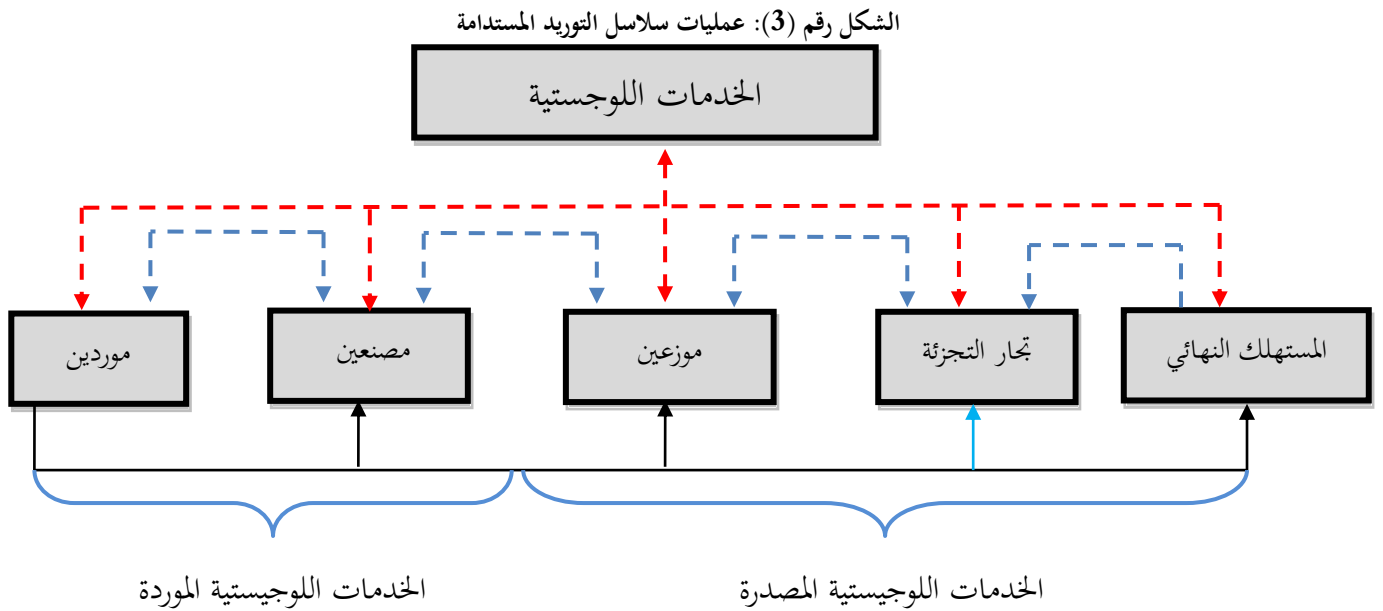 الشكل رقم (3): عمليات سلاسل التوريد المستدامة
الخدمات اللوجستية
المستهلك النهائي
تجار التجزئة
موزعين
مصنعين
موردين
الخدمات اللوجيستية المصدرة
الخدمات اللوجيستية الموردة